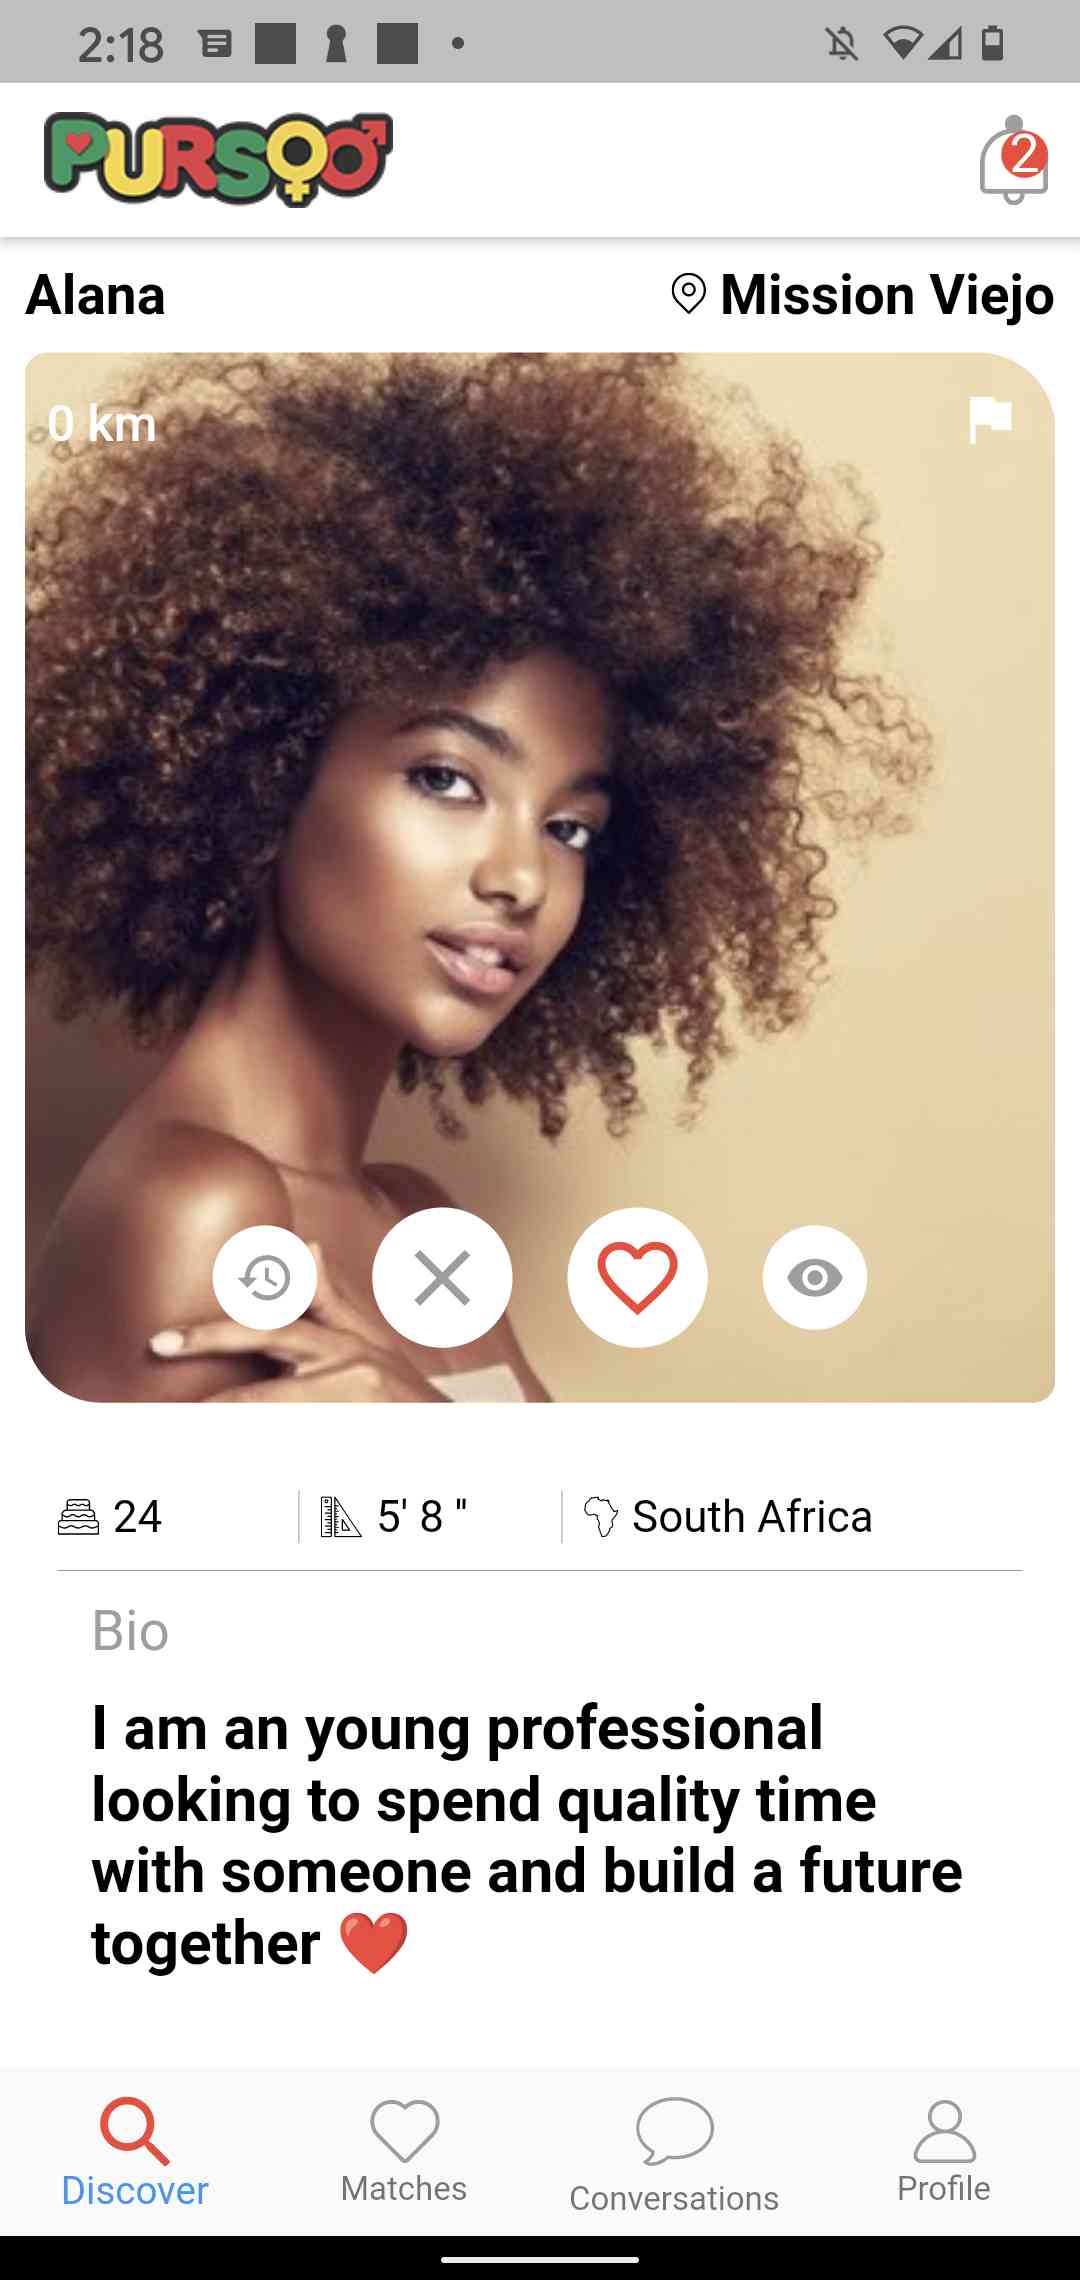 2:18
PURSOO
2
Alana
Mission Viejo
0 km
24
5' 8 "
South Africa
Bio
I am an young professional
looking to spend quality time
with someone and build a future
together ❤️
Discover
Matches
Conversations
Profile